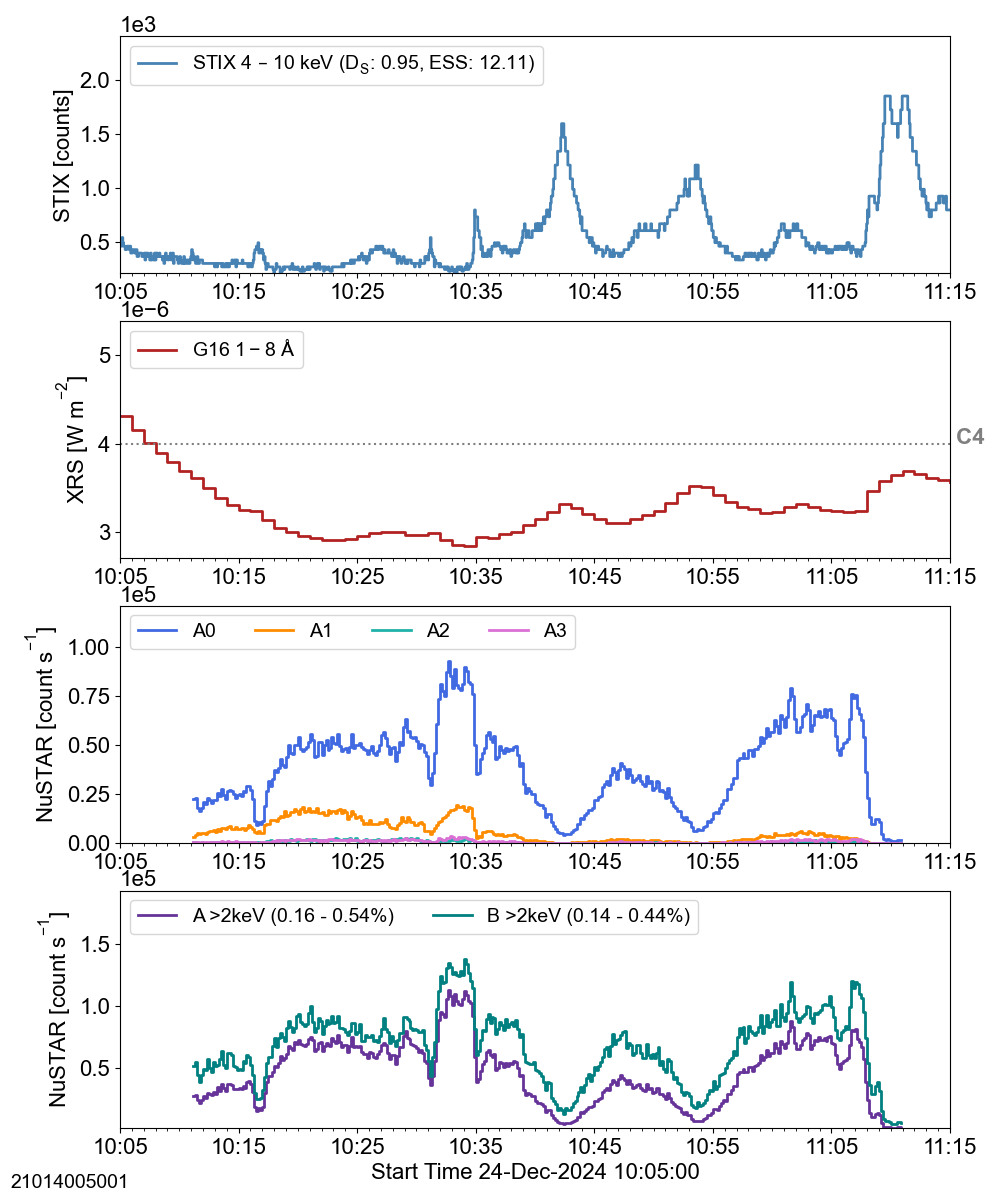 1e3
STIX 4 – 10 keV (DS: 0.95, ESS: 12.11)
STIX [counts]
2.0
1.5
1.0
0.5
10:05 10:15 10:25 10:35 10:45 10:55 11:05 11:15
1e−6
G16 1 – 8 Å
XRS [W m−2]
5
4
3
C4
10:05 10:15 10:25 10:35 10:45 10:55 11:05 11:15
1e5
A0 A1 A2 A3
NuSTAR [count s−1]
1.00
0.75
0.50
0.25
0.00
10:05 10:15 10:25 10:35 10:45 10:55 11:05 11:15
1e5
A >2keV (0.16 - 0.54%) B >2keV (0.14 - 0.44%)
NuSTAR [count s−1]
1.5
1.0
0.5
10:05 10:15 10:25 10:35 10:45 10:55 11:05 11:15
Start Time 24-Dec-2024 10:05:00
21014005001